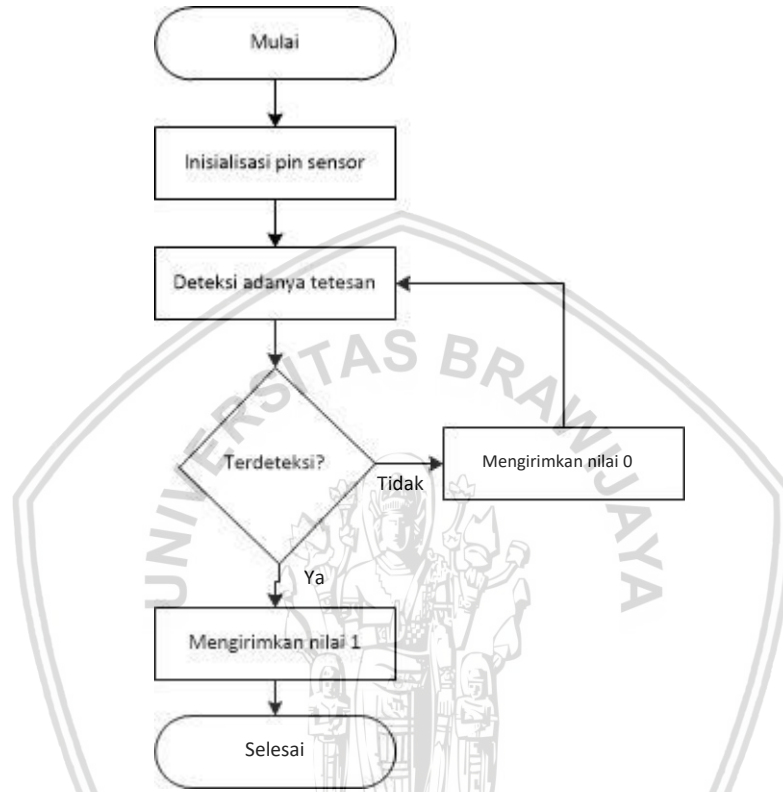 Mulai
Inisialisasi pin sensor
Deteksi adanya tetesan
UNIVERSITAS BRAWIJAYA
Terdeteksi?
Tidak
Mengirimkan nilai 0
Ya
Mengirimkan nilai 1
Selesai